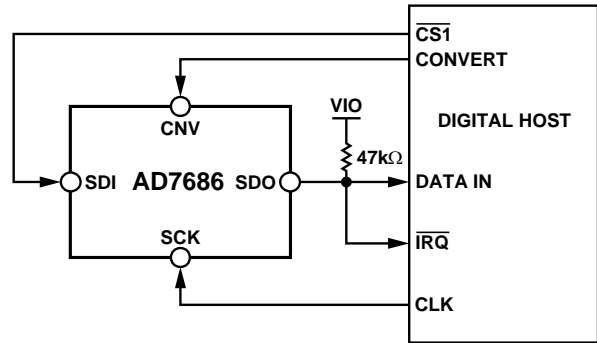 CS1
CONVERT
VIO
CNV
DIGITAL HOST
47kΩ
SDI AD7686 SDO
DATA IN
SCK
IRQ
CLK